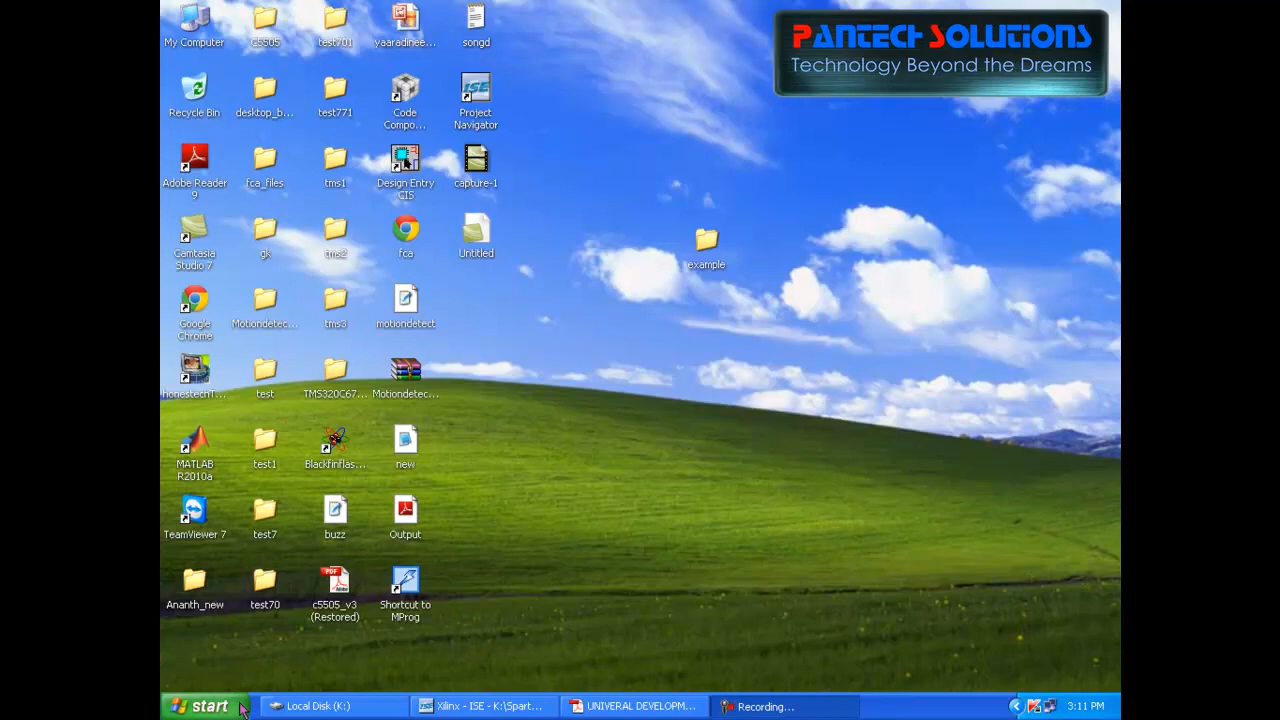 PANTECH SOLUTIONS
Technology Beyond the Dreams
My Computer
C5505
test701
yaaradinee...
songd
Recycle Bin
desktop_b...
test771
Code
Compo...
Project
Navigator
Adobe Reader
9
fca_files
tms1
Design Entry
CIS
capture-1
Camtasia
Studio 7
gk
tms2
fca
Untitled
example
Google
Chrome
Motiondetec...
tms3
motiondetect
honestechT...
test
TMS320C67...
Motiondetec...
MATLAB
R2010a
test1
Blackfinflas...
new
TeamViewer 7
test7
buzz
Output
Ananth_new
test70
c5505_v3
(Restored)
Shortcut to
MProg
start
Local Disk (K:)
Xilinx - ISE - K:\Spart...
UNIVERAL DEVELOPM...
Recording...
3:11 PM